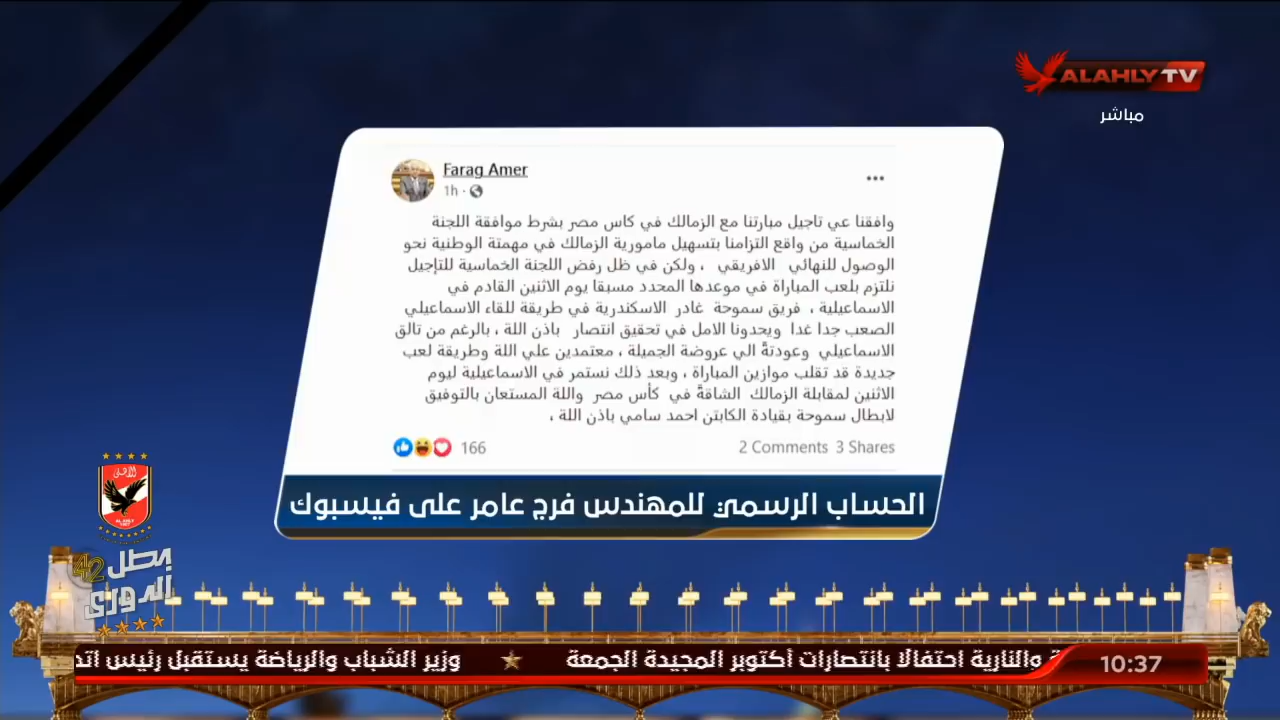 ALAHLY TV
مباشر
Farag Amer
1h
وافقنا عي تاجيل مبارتنا مع الزمالك في كاس مصر بشرط موافقة اللجنة
الخماسية من واقع التزامنا بتسهيل مامورية الزمالك في مهمتة الوطنية نحو
الوصول للنهائي الافريقي ، ولكن في ظل رفض اللجنة الخماسية للتاجيل
نلتزم بلعب المباراة في موعدها المحدد مسبقا يوم الاثنين القادم في
الاسماعيلية ، فريق سموحة غادر الاسكندرية في طريقة للقاء الاسماعيلي
الصعب جدا غدا ويحدونا الامل في تحقيق انتصار باذن اللة ، بالرغم من تالق
الاسماعيلي وعودتةً الي عروضة الجميلة ، معتمدين علي اللة وطريقة لعب
جديدة قد تقلب موازين المباراة ، وبعد ذلك نستمر في الاسماعيلية ليوم
الاثنين لمقابلة الزمالك الشاقةً في كأس مصر واللة المستعان بالتوفيق
لابطال سموحة بقيادة الكابتن احمد سامي باذن اللة ،
166
2 Comments 3 Shares
الحساب الرسمي للمهندس فرج عامر على فيسبوك
الأهلي
ALAHLY
1907
بطل 42
الدوري
والنارية احتفالًا بانتصارات أكتوبر المجيدة الجمعة
وزير الشباب والرياضة يستقبل رئيس اتح
10:37